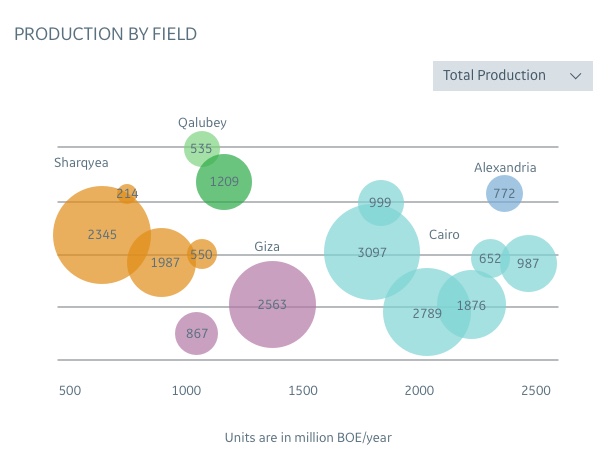 PRODUCTION BY FIELD
Total Production
Qalubey
535
Sharqyea
1209
Alexandria
214
772
999
2345
Cairo
Giza
550
3097
652
1987
987
2563
1876
2789
867
500 1000 1500 2000 2500
Units are in million BOE/year